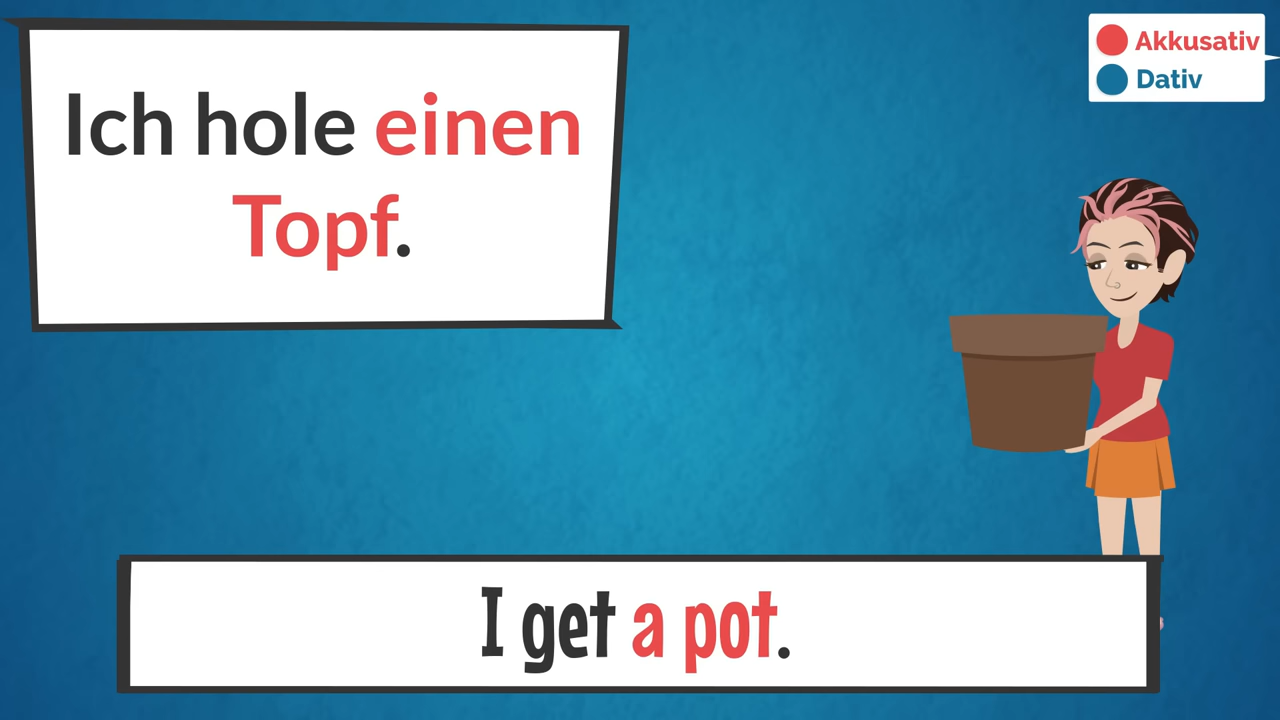 Ich hole einen
Topf.
Akkusativ
Dativ
I get a pot.